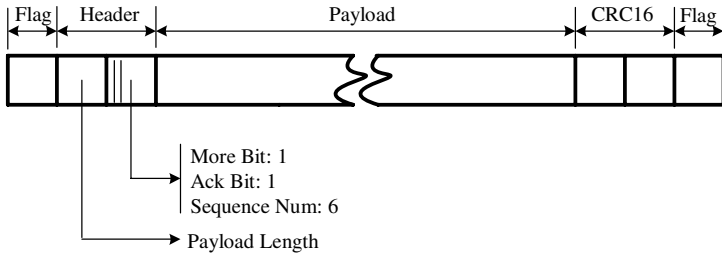 Flag Header Payload CRC16 Flag
More Bit: 1
Ack Bit: 1
Sequence Num: 6
Payload Length